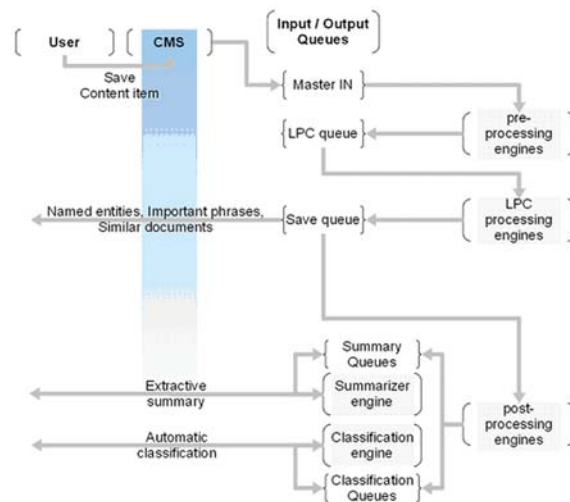 User
CMS
Input / Output
Queues
Save
Content item
Master IN
LPC queue
pre-
processing
engines
Named entities, Important phrases,
Similar documents
Save queue
LPC
processing
engines
Summary
Queues
Extractive
summary
Summarizer
engine
Automatic
classification
Classification
engine
Classification
Queues
post-
processing
engines